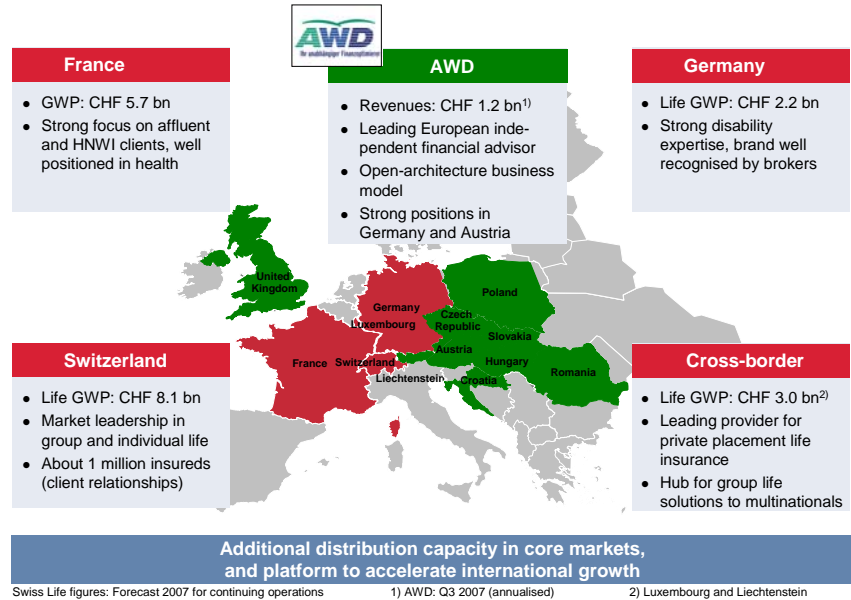 AWD
Ihr unabhängiger Finanzoptimierer
France
● GWP: CHF 5.7 bn
● Strong focus on affluent
and HNWI clients, well
positioned in health
AWD
● Revenues: CHF 1.2 bn1)
● Leading European inde-
pendent financial advisor
● Open-architecture business
model
● Strong positions in
Germany and Austria
Germany
● Life GWP: CHF 2.2 bn
● Strong disability
expertise, brand well
recognised by brokers
United
Kingdom
Poland
Germany
Luxembourg
Czech
Republic
Slovakia
Austria
France
Switzerland
Hungary
Romania
Liechtenstein
Croatia
Switzerland
● Life GWP: CHF 8.1 bn
● Market leadership in
group and individual life
● About 1 million insureds
(client relationships)
Cross-border
● Life GWP: CHF 3.0 bn2)
● Leading provider for
private placement life
insurance
● Hub for group life
solutions to multinationals
Additional distribution capacity in core markets,
and platform to accelerate international growth
Swiss Life figures: Forecast 2007 for continuing operations
1) AWD: Q3 2007 (annualised)
2) Luxembourg and Liechtenstein